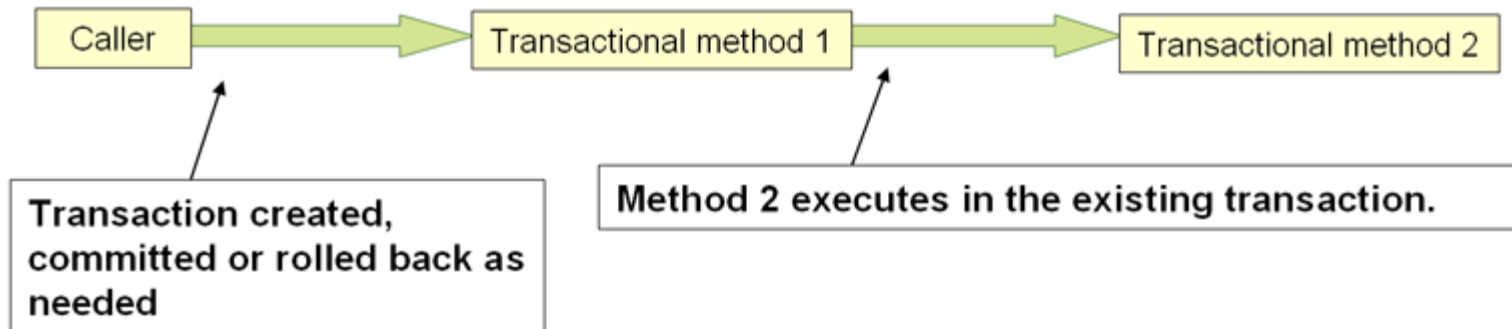 Caller
Transactional method 1
Transactional method 2
Transaction created,
committed or rolled back as
needed
Method 2 executes in the existing transaction.